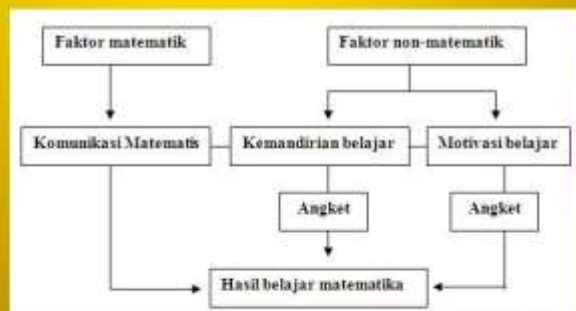 Faktor matematik
Faktor non-matematik
Komunikasi Matematis
Kemandirian belajar
Motivasi belajar
Angket
Angket
Hasil belajar matematika